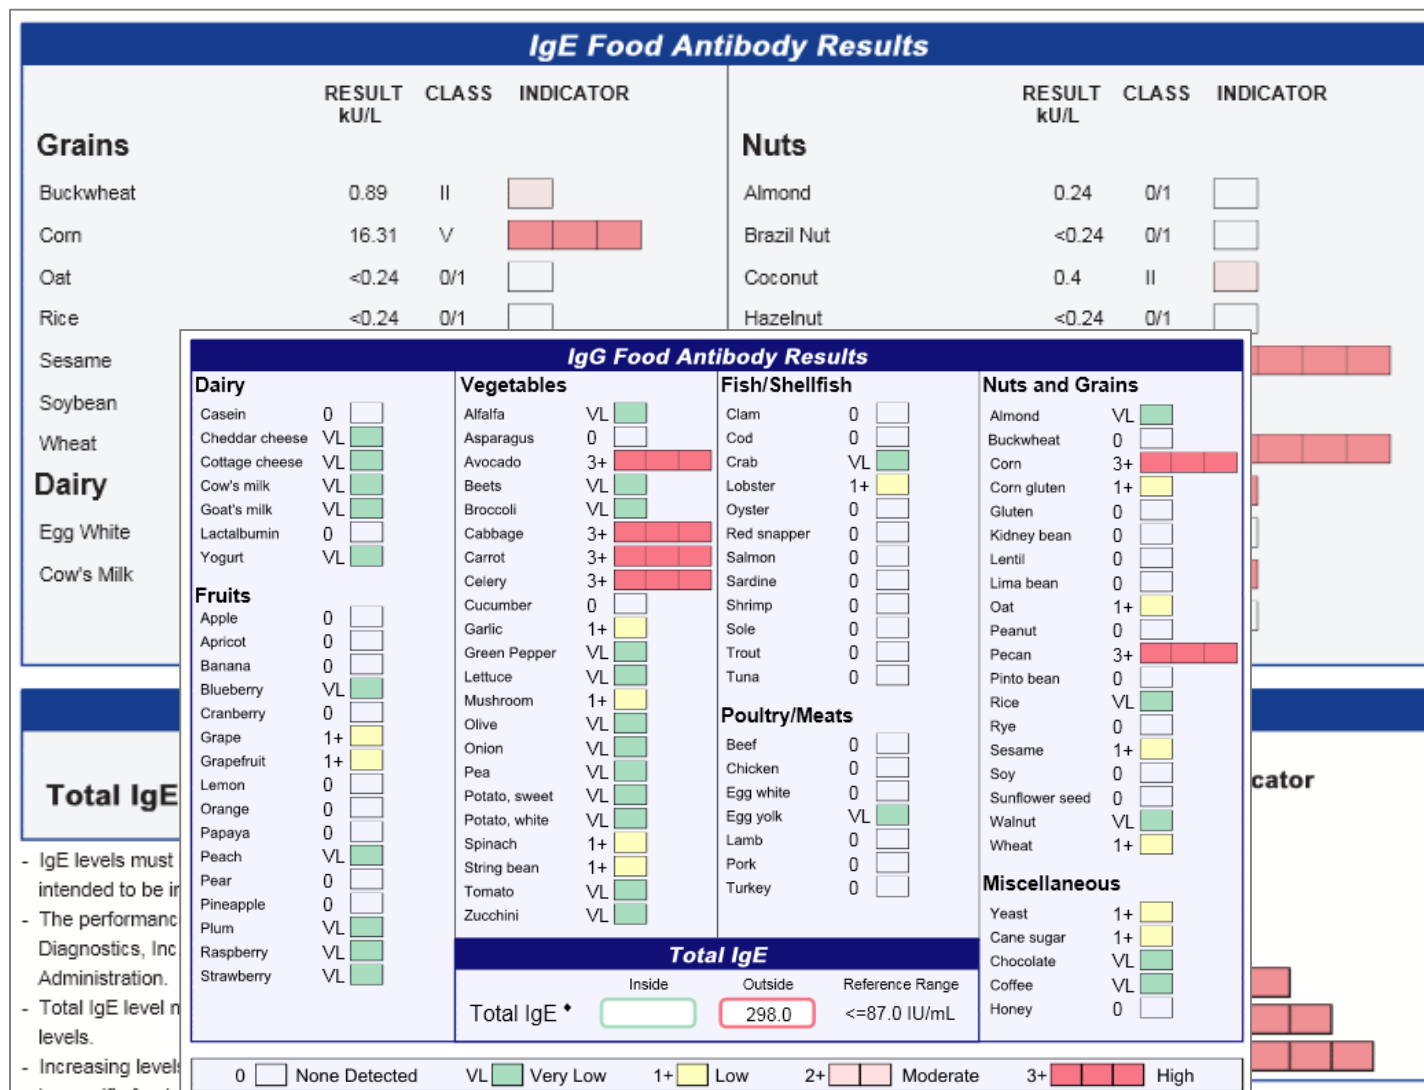 IgE Food Antibody Results
RESULT CLASS INDICATOR
kU/L
Grains
Buckwheat 0.89 II
Corn 16.31 V
Oat <0.24 0/1
Rice <0.24 0/1
Sesame
Soybean
Wheat
Dairy
Egg White
Cow's Milk
RESULT CLASS INDICATOR
kU/L
Nuts
Almond 0.24 0/1
Brazil Nut <0.24 0/1
Coconut 0.4 II
Hazelnut <0.24 0/1
Total IgE
cator
- IgE levels must
intended to be
- The
Diagnostics, Inc
Administration.
- Total IgE level
levels.
- Increasing
IgG Food Antibody Results
Dairy
Casein 0
Cheddar cheese VL
Cottage cheese VL
Cow's milk VL
Goat's milk VL
Lactalbumin 0
Yogurt VL
Fruits
Apple 0
Apricot 0
Banana 0
Blueberry VL
Cranberry 0
Grape 1+
Grapefruit 1+
Lemon 0
Orange 0
Papaya 0
Peach VL
Pear 0
Pineapple 0
Plum VL
Raspberry VL
Strawberry VL
Vegetables
Alfalfa VL
Asparagus 0
Avocado 3+
Beets VL
Broccoli VL
Cabbage 3+
Carrot 3+
Celery 3+
Cucumber 0
Garlic 1+
Green Pepper VL
Lettuce VL
Mushroom 1+
Olive VL
Onion VL
Pea VL
Potato, sweet VL
Potato, white VL
Spinach 1+
String bean 1+
Tomato VL
Zucchini VL
Fish/Shellfish
Clam 0
Cod 0
Crab VL
Lobster 1+
Oyster 0
Red snapper 0
Salmon 0
Sardine 0
Shrimp 0
Sole 0
Trout 0
Tuna 0
Poultry/Meats
Beef 0
Chicken 0
Egg white 0
Egg yolk VL
Lamb 0
Pork 0
Turkey 0
Nuts and Grains
Almond VL
Buckwheat 0
Corn 3+
Corn gluten 1+
Gluten 0
Kidney bean 0
Lentil 0
Lima bean 0
Oat 1+
Peanut 0
Pecan 3+
Pinto bean 0
Rice VL
Rye 0
Sesame 1+
Soy 0
Sunflower seed 0
Walnut VL
Wheat 1+
Miscellaneous
Yeast 1+
Cane sugar 1+
Chocolate VL
Coffee VL
Honey 0
Total IgE
Inside Outside Reference Range
Total IgE ♦ 298.0 <=87.0 IU/mL
0 None Detected VL Very Low 1+ Low 2+ Moderate 3+ High